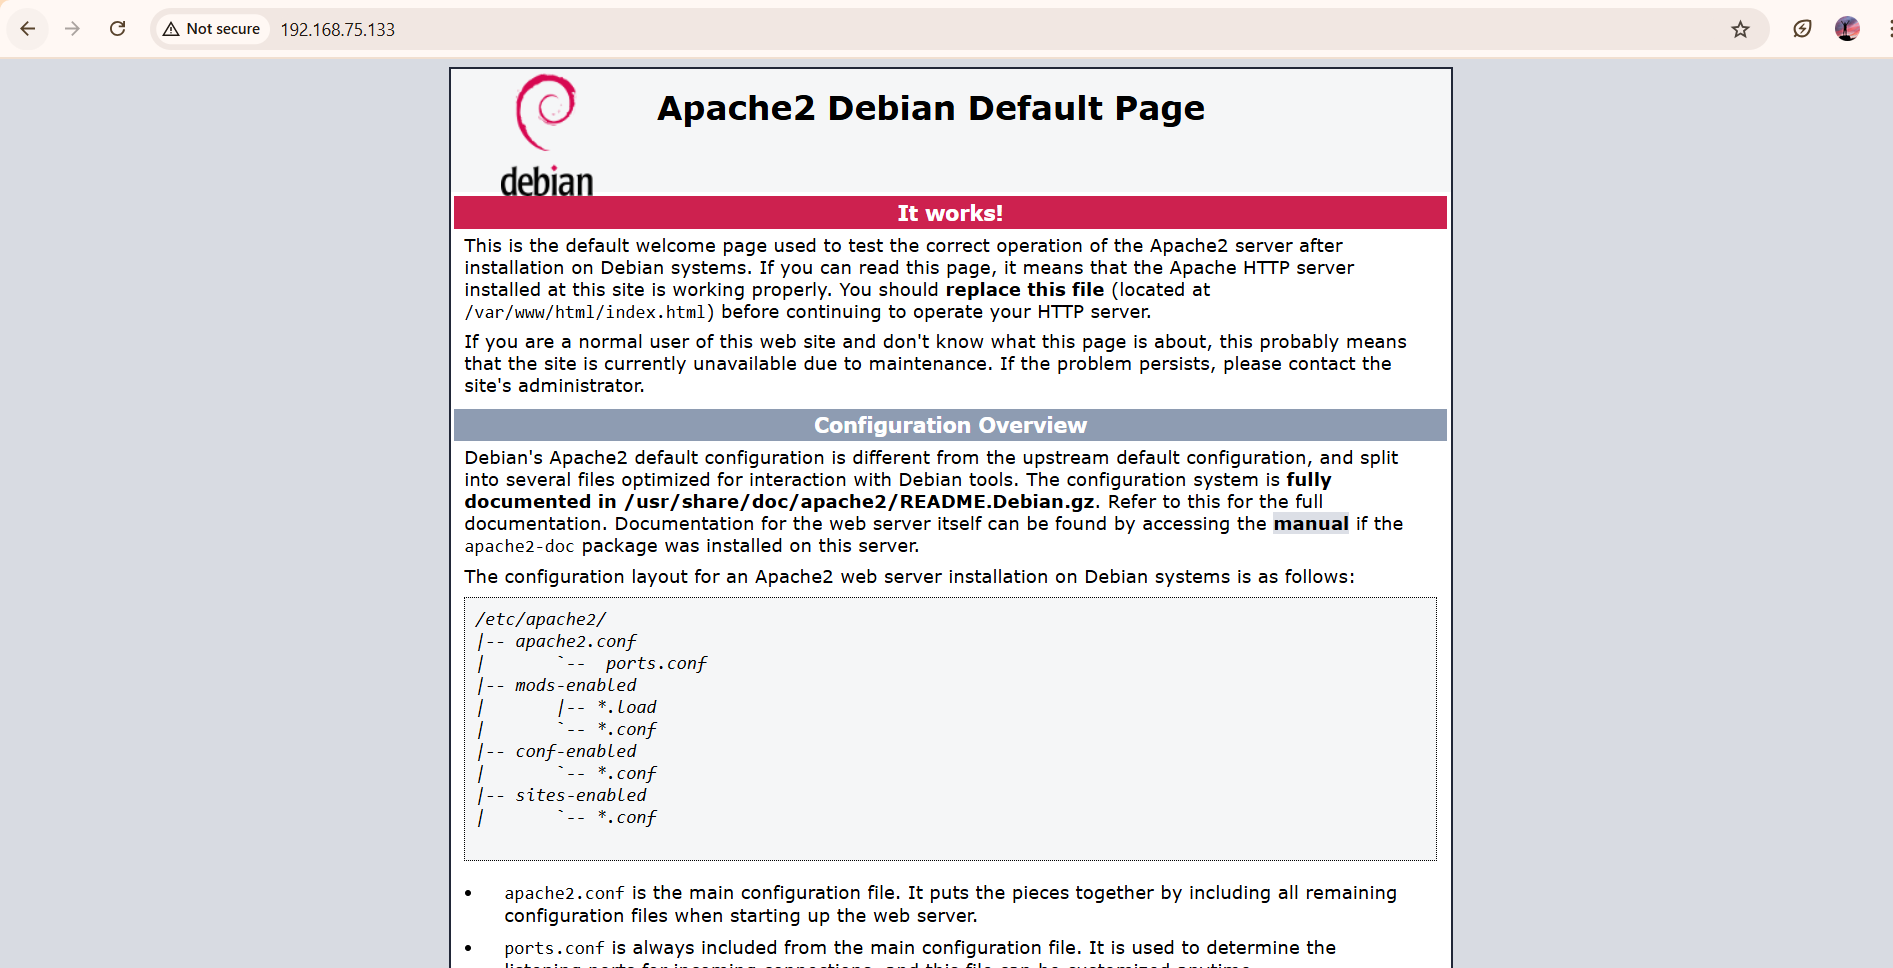 Not secure 192.168.75.133
debian
Apache2 Debian Default Page
It works!
This is the default welcome page used to test the correct operation of the Apache2 server after
installation on Debian systems. If you can read this page, it means that the Apache HTTP server
installed at this site is working properly. You should replace this file (located at
/var/www/html/index.html) before continuing to operate your HTTP server.
If you are a normal user of this web site and don't know what this page is about, this probably means
that the site is currently unavailable due to maintenance. If the problem persists, please contact the
site's administrator.
Configuration Overview
Debian's Apache2 default configuration is different from the upstream default configuration, and split
into several files optimized for interaction with Debian tools. The configuration system is fully
documented in /usr/share/doc/apache2/README.Debian.gz. Refer to this for the full
documentation. Documentation for the web server itself can be found by accessing the manual if the
apache2-doc package was installed on this server.
The configuration layout for an Apache2 web server installation on Debian systems is as follows:
/etc/apache2/
|-- apache2.conf
|       `--  ports.conf
|-- mods-enabled
|       |-- *.load
|       `-- *.conf
|-- conf-enabled
|       `-- *.conf
|-- sites-enabled
|       `-- *.conf
• apache2.conf is the main configuration file. It puts the pieces together by including all remaining
configuration files when starting up the web server.
• ports.conf is always included from the main configuration file. It is used to determine the
listening ports for incoming connections, and this file can be customized anytime.